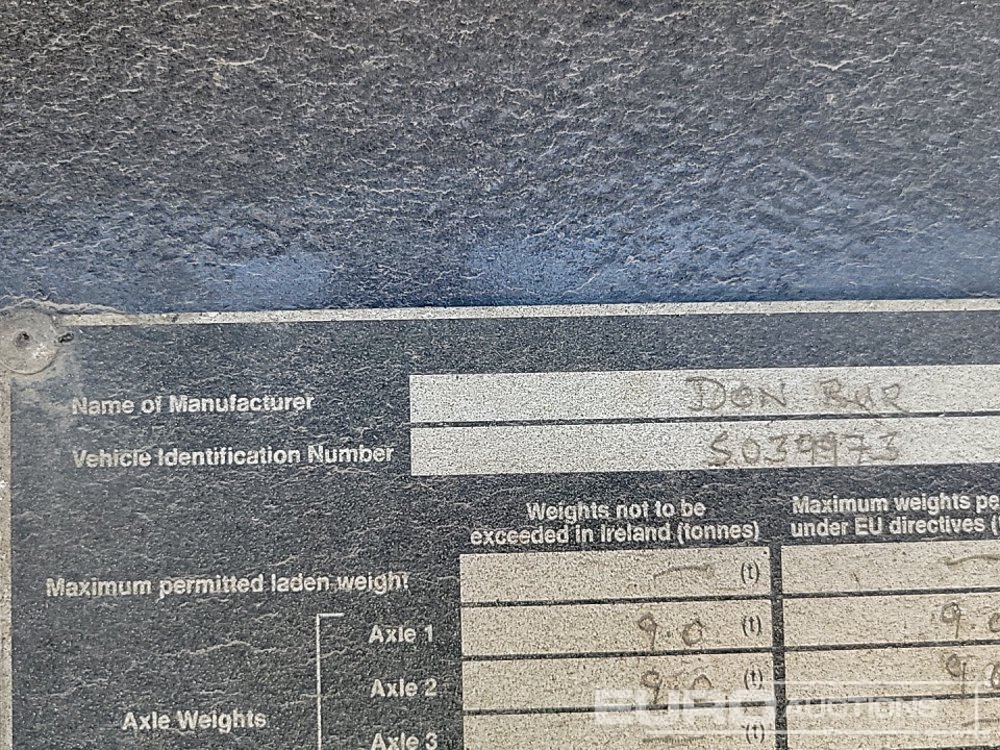 Name of Manufacturer DON BUR
Vehicle Identification Number S039973
Weights not to be exceeded in Ireland (tonnes)
Maximum weights pe
under EU directives (
Maximum permitted laden weight — (t) —
Axle 1 9.0 (t) 9.0
Axle 2 9.0 (t) 9.0
Axle Weights
Axle 3 — (t)
EURO AUCTIONS